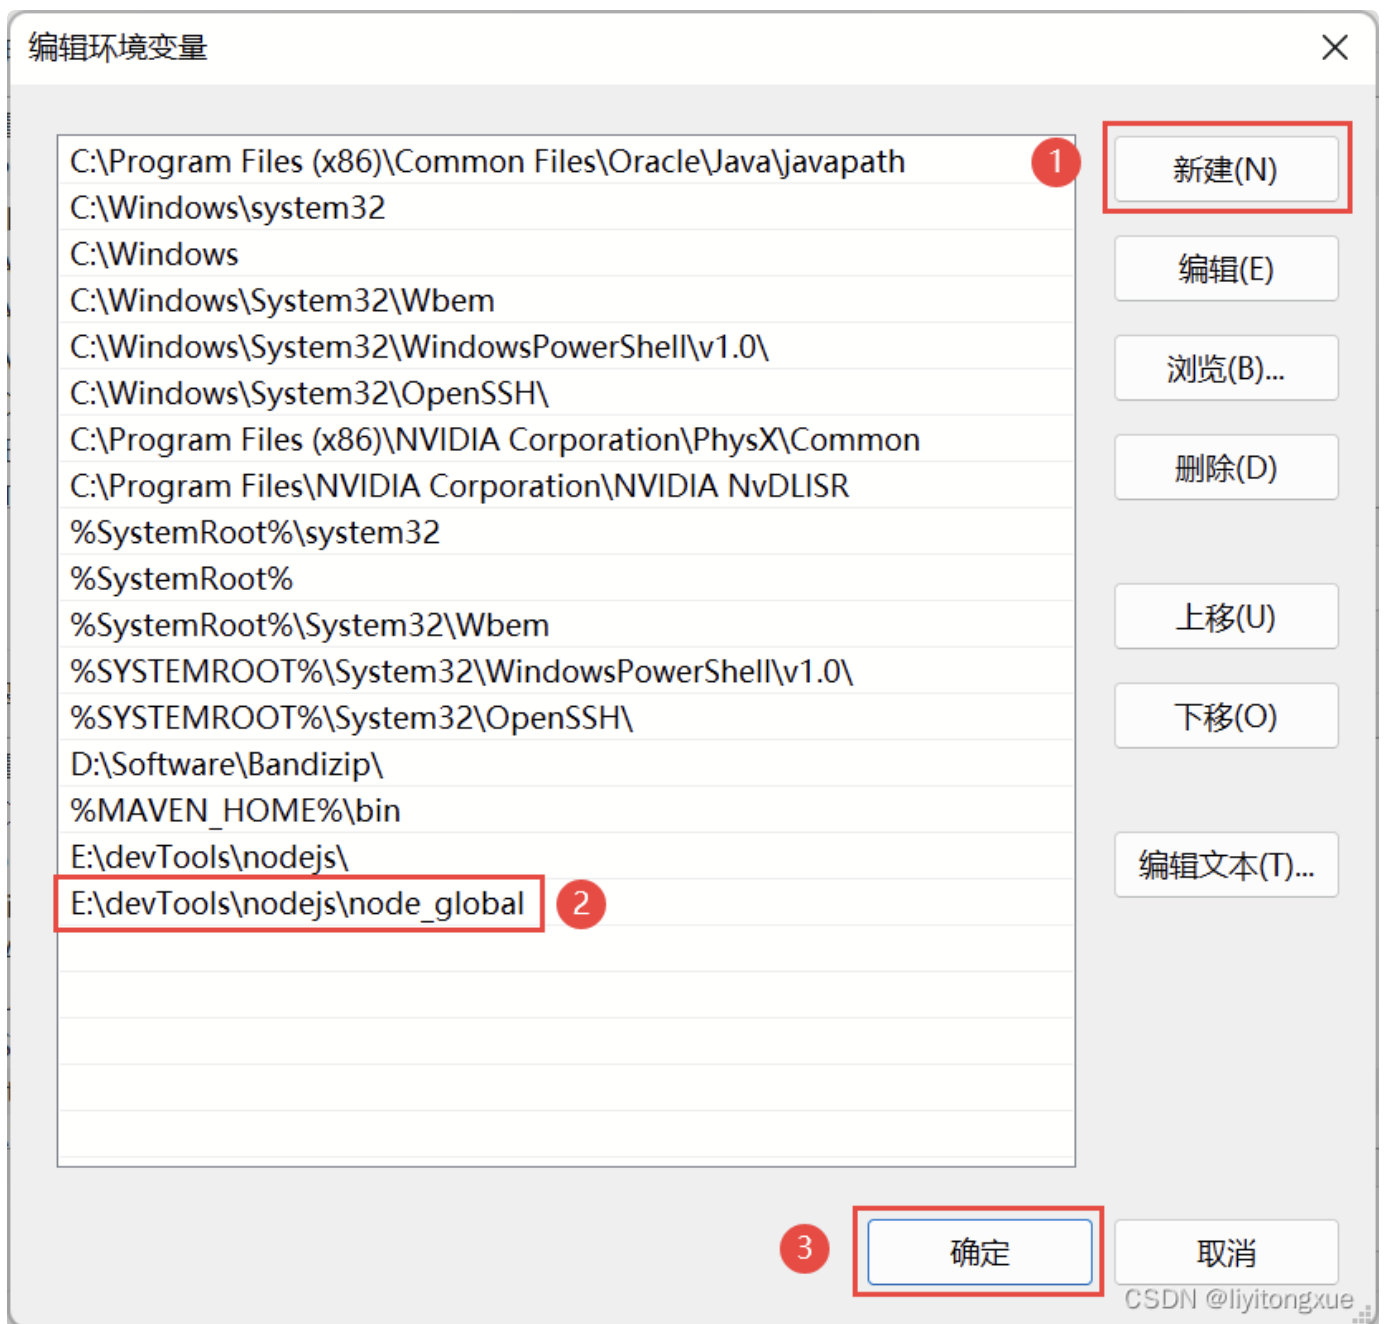 编辑环境变量
C:\Program Files (x86)\Common Files\Oracle\Java\javapath
1
新建(N)
C:\Windows\system32
C:\Windows
编辑(E)
C:\Windows\System32\Wbem
C:\Windows\System32\WindowsPowerShell\v1.0\
浏览(B)...
C:\Windows\System32\OpenSSH\
C:\Program Files (x86)\NVIDIA Corporation\PhysX\Common
删除(D)
C:\Program Files\NVIDIA Corporation\NVIDIA NvDLISR
%SystemRoot%\system32
%SystemRoot%
上移(U)
%SystemRoot%\System32\Wbem
%SYSTEMROOT%\System32\WindowsPowerShell\v1.0\
下移(O)
%SYSTEMROOT%\System32\OpenSSH\
D:\Software\Bandizip\
%MAVEN_HOME%\bin
E:\devTools\nodejs\
编辑文本(T)...
E:\devTools\nodejs\node_global
2
3
确定
取消
CSDN @liyitongxue